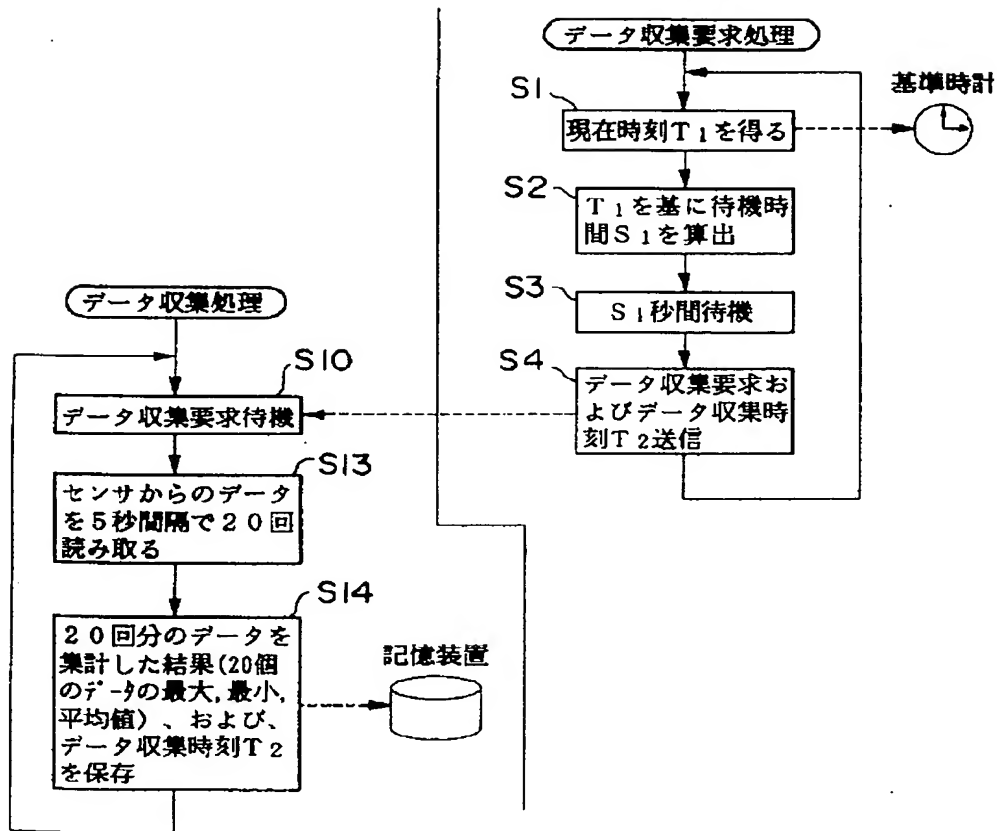 データ収集要求処理
基準時計
S1
現在時刻T1を得る
S2
T1を基に待機時
間S1を算出
S3
S1秒間待機
S4
データ収集要求お
よびデータ収集時
刻T2送信
データ収集処理
S10
データ収集要求待機
S13
センサからのデータ
を5秒間隔で20回
読み取る
S14
20回分のデータを
集計した結果(20個
のデータの最大,最小,
平均値)、および、
データ収集時刻T2
を保存
記憶装置